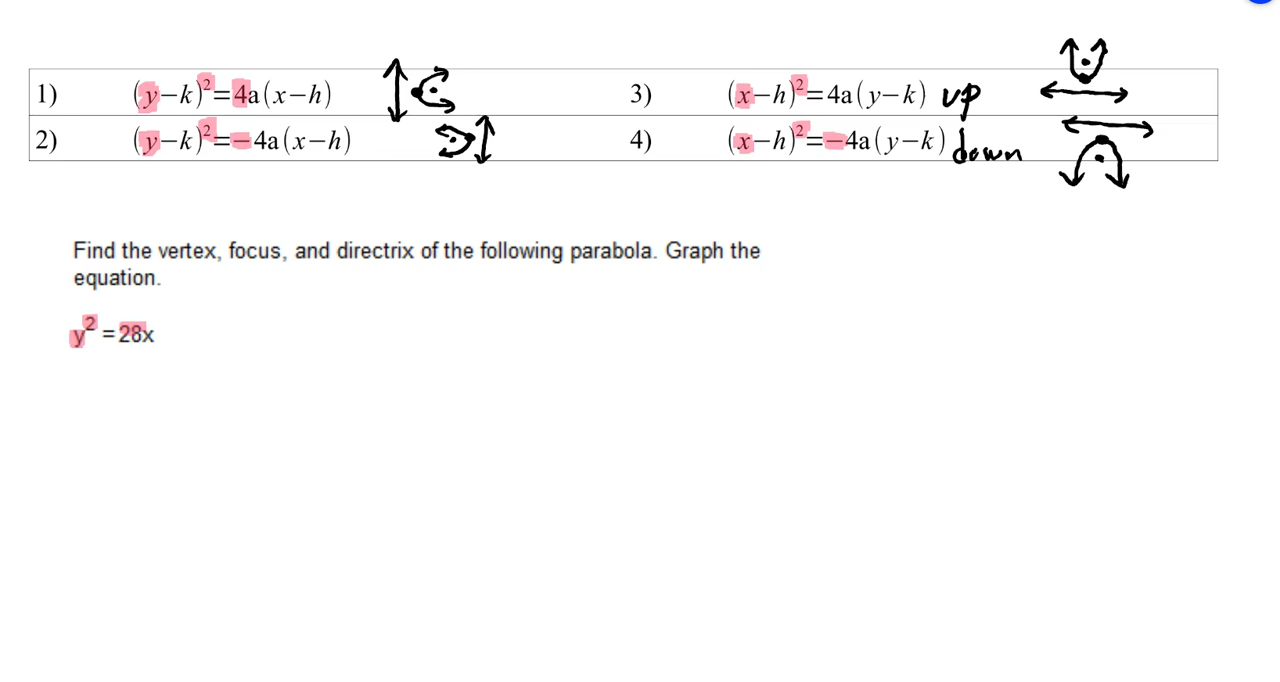 1) (y−k)²=4a(x−h) 3) (x−h)²=4a(y−k) up
2) (y−k)²=−4a(x−h) 4) (x−h)²=−4a(y−k) down
Find the vertex, focus, and directrix of the following parabola. Graph the
equation.
y² = 28x